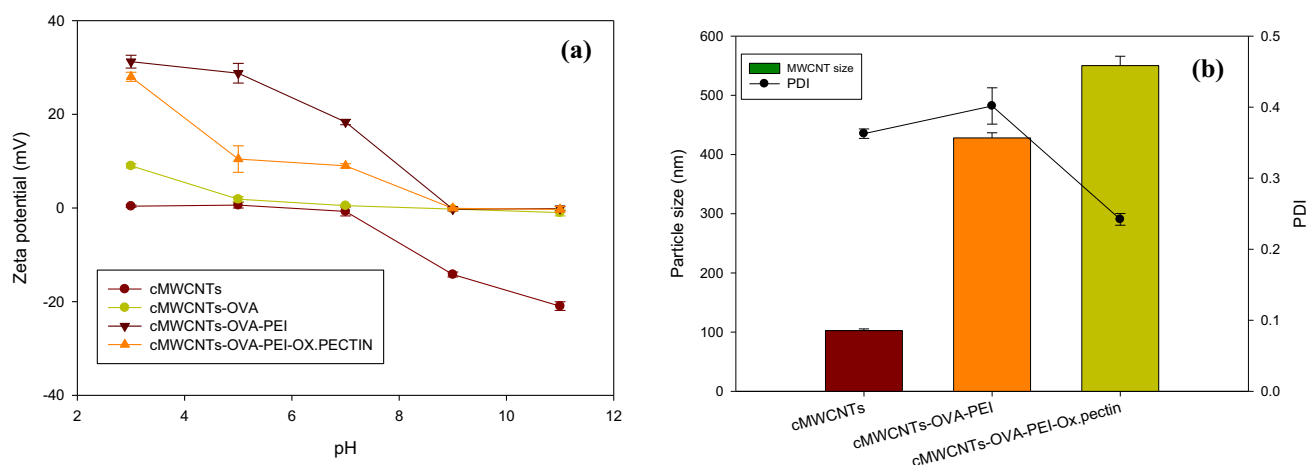 (a)
Zeta potential (mV)
40
20
0
-20
-40
cMWCNTs
cMWCNTs-OVA
cMWCNTs-OVA-PEI
cMWCNTs-OVA-PEI-OX.PECTIN
2 4 6 8 10 12
pH
(b)
Particle size (nm)
600
500
400
300
200
100
0
MWCNT size
PDI
0.5
0.4
0.3
0.2
0.1
0.0
PDI
cMWCNTs
cMWCNTs-OVA-PEI
cMWCNTs-OVA-PEI-Ox.pectin